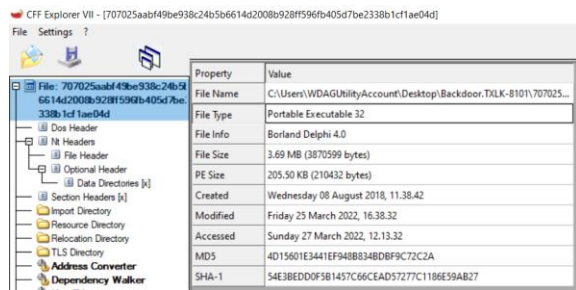 CFF Explorer VII - [707025aabf49be938c24b5b6614d2008b928ff596fb405d7be2338b1cf1ae04d]
File Settings ?
File: 707025aabf49be938c24b5b
6614d2008b928ff596fb405d7be.
338b1cf1ae04d
Dos Header
Nt Headers
File Header
Optional Header
Data Directories [x]
Section Headers [x]
Import Directory
Resource Directory
Relocation Directory
TLS Directory
Address Converter
Dependency Walker
Property Value
File Name C:\Users\WDAGUtilityAccount\Desktop\Backdoor.TXLK-8101\707025...
File Type Portable Executable 32
File Info Borland Delphi 4.0
File Size 3.69 MB (3870599 bytes)
PE Size 205.50 KB (210432 bytes)
Created Wednesday 08 August 2018, 11.38.42
Modified Friday 25 March 2022, 16.38.32
Accessed Sunday 27 March 2022, 12.13.32
MD5 4D15601E3441EF948B834BDBF9C72C2A
SHA-1 54E3BEDD0F5B1457C66CEAD57277C1186E59AB27